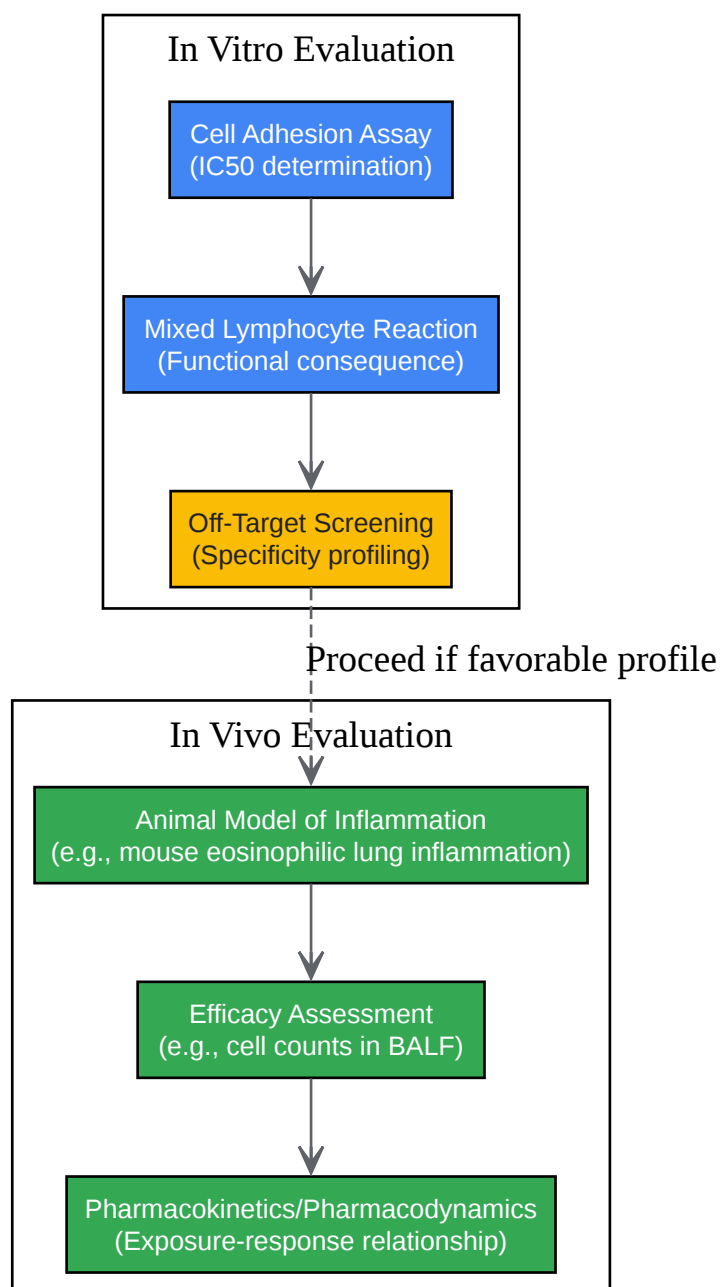 In Vitro Evaluation
Cell Adhesion Assay
(IC50 determination)
Mixed Lymphocyte Reaction
(Functional consequence)
Off-Target Screening
(Specificity profiling)
Proceed if favorable profile
In Vivo Evaluation
Animal Model of Inflammation
(e.g., mouse eosinophilic lung inflammation)
Efficacy Assessment
(e.g., cell counts in BALF)
Pharmacokinetics/Pharmacodynamics
(Exposure-response relationship)